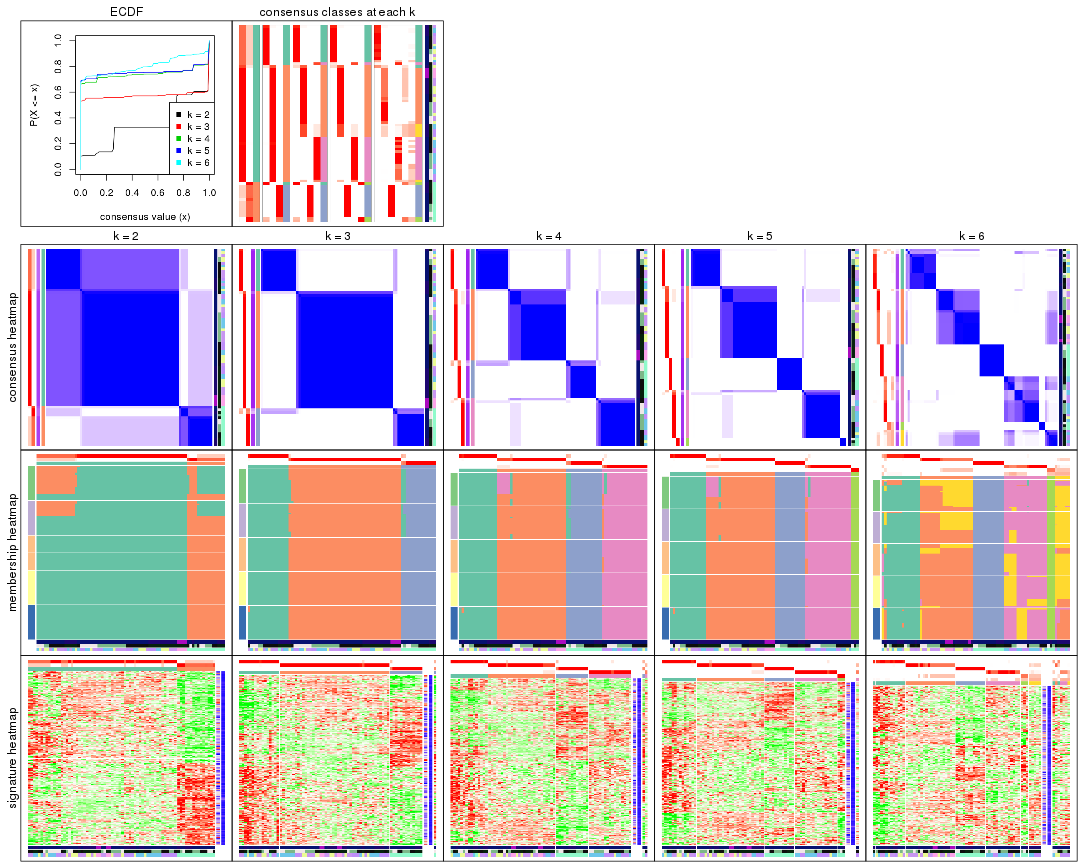 ECDF
consensus classes at each k
P(X <= x)
1.0
0.8
0.6
0.4
0.2
0.0
k = 2
k = 3
k = 4
k = 5
k = 6
0.0 0.2 0.4 0.6 0.8 1.0
consensus value (x)
k = 2
k = 3
k = 4
k = 5
k = 6
consensus heatmap
membership heatmap
signature heatmap